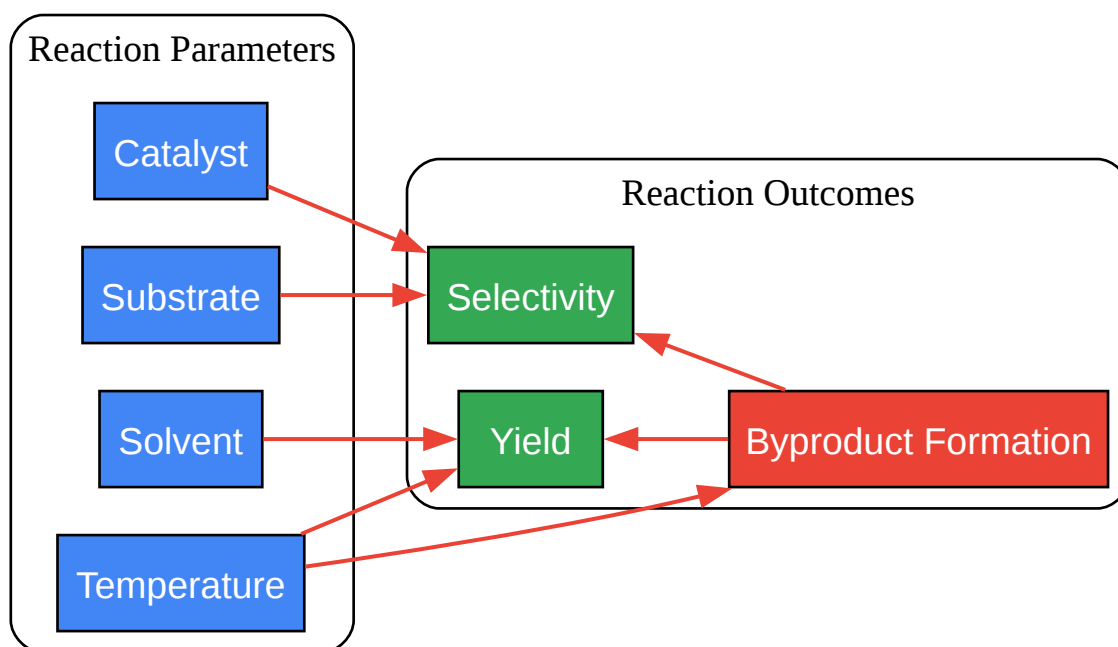 Reaction Parameters
Catalyst
Substrate
Solvent
Temperature
Reaction Outcomes
Selectivity
Yield
Byproduct Formation